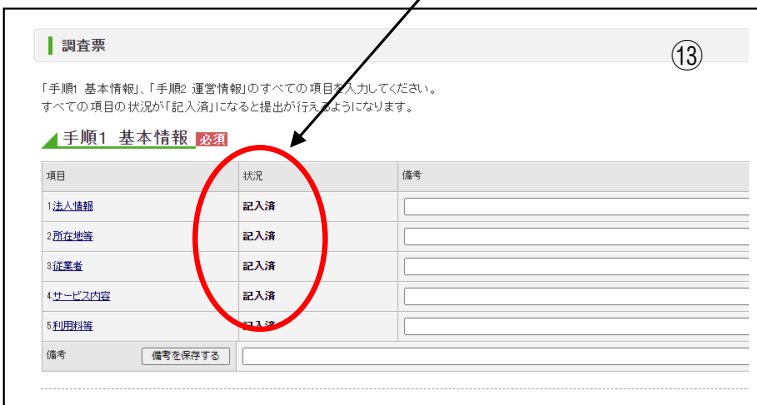 調査票
⑬
「手順1 基本情報」、「手順2 運営情報」のすべての項目を入力してください。
すべての項目の状況が「記入済」になると提出が行えるようになります。
手順1 基本情報 必須
項目 状況 備考
1法人情報 記入済
2所在地等 記入済
3従業者 記入済
4サービス内容 記入済
5利用料等 記入済
備考 備考を保存する